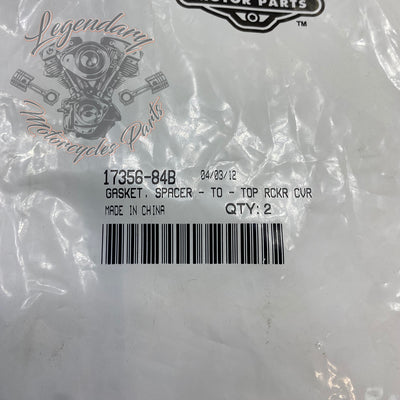 MOTOR PARTS
™
Legendary
Motorcycles Parts
17356-84B 04/03/12
GASKET, SPACER - TO - TOP RCKR CVR
MADE IN CHINA QTY: 2